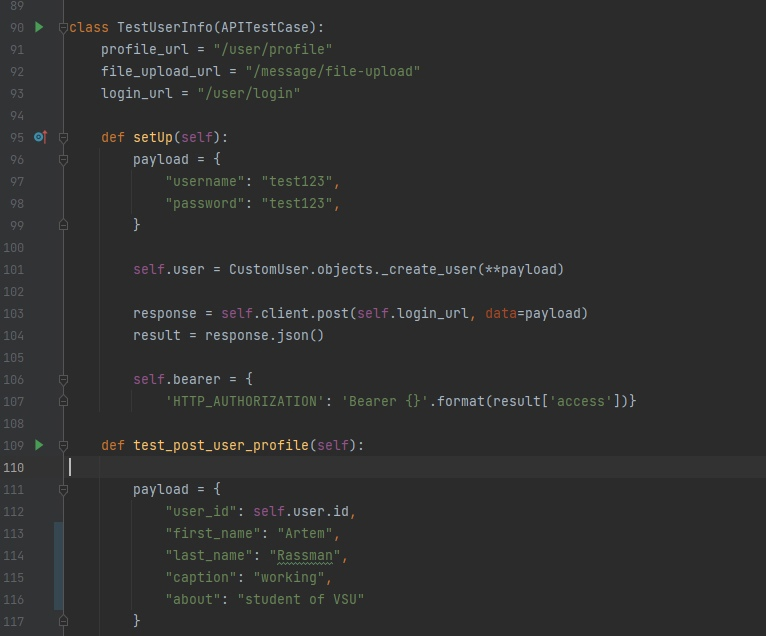 89
90 class TestUserInfo(APITestCase):
91 profile_url = "/user/profile"
92 file_upload_url = "/message/file-upload"
93 login_url = "/user/login"
94
95 def setUp(self):
96 payload = {
97 "username": "test123",
98 "password": "test123",
99 }
100
101 self.user = CustomUser.objects._create_user(**payload)
102
103 response = self.client.post(self.login_url, data=payload)
104 result = response.json()
105
106 self.bearer = {
107 'HTTP_AUTHORIZATION': 'Bearer {}'.format(result['access'])}
108
109 def test_post_user_profile(self):
110
111 payload = {
112 "user_id": self.user.id,
113 "first_name": "Artem",
114 "last_name": "Rassman",
115 "caption": "working",
116 "about": "student of VSU"
117 }